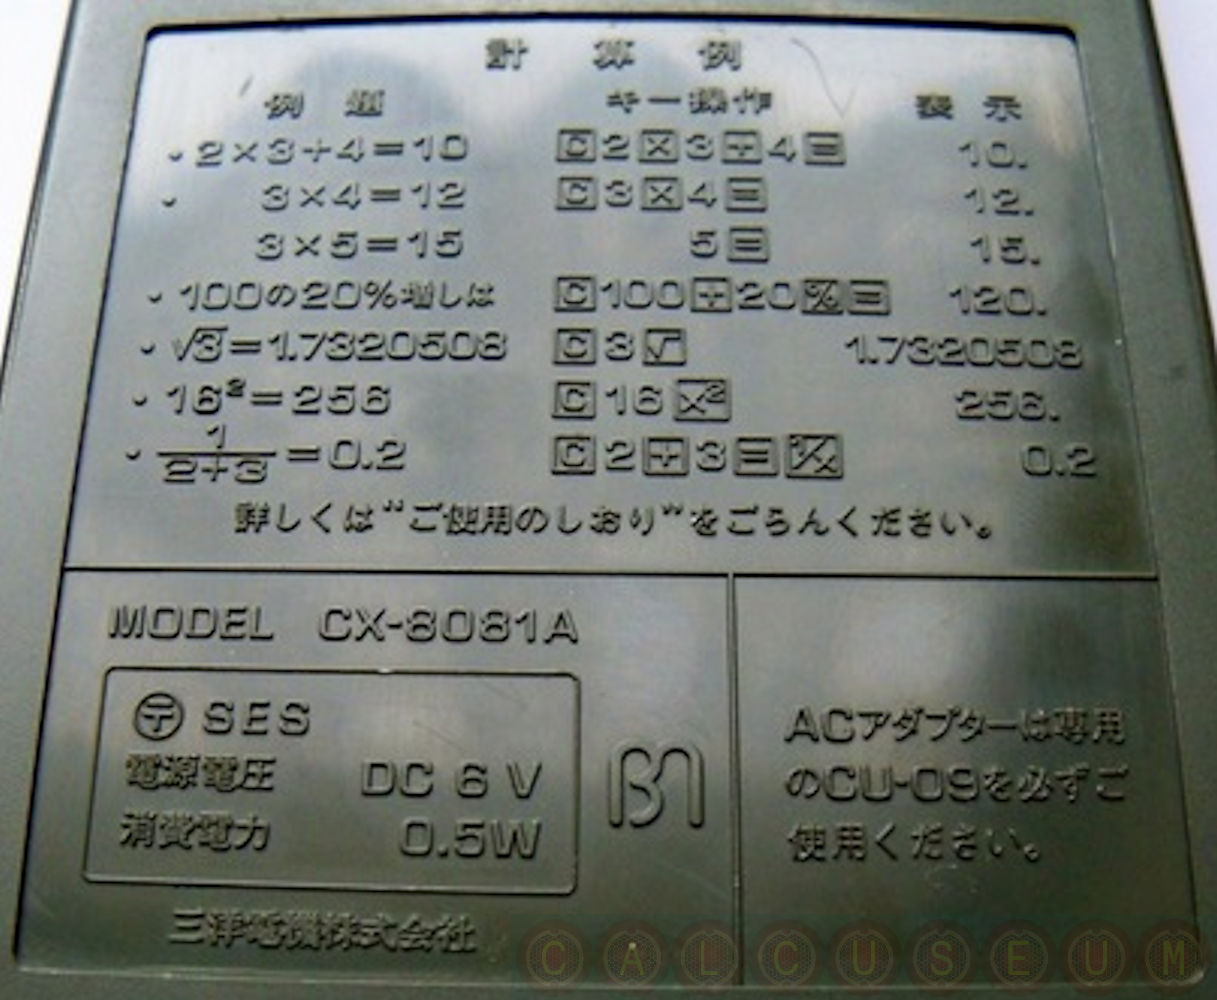 計算例
例題 キー操作 表示
・2×3+4=10 C2×3+4= 10.
・3×4=12 C3×4= 12.
3×5=15 5= 15.
・100の20%増しは C100+20%= 120.
・√3=1.7320508 C3√ 1.7320508
・16²=256 C16X² 256.
・1/(2+3)=0.2 C2+3=1/x 0.2
詳しくは"ご使用のしおり"をごらんください。
MODEL CX-8081A
〒 SES
電源電圧 DC 6V
消費電力 0.5W
三洋電機株式会社
ACアダプターは専用
のCU-09を必ずご
使用ください。
CALCUSEUM